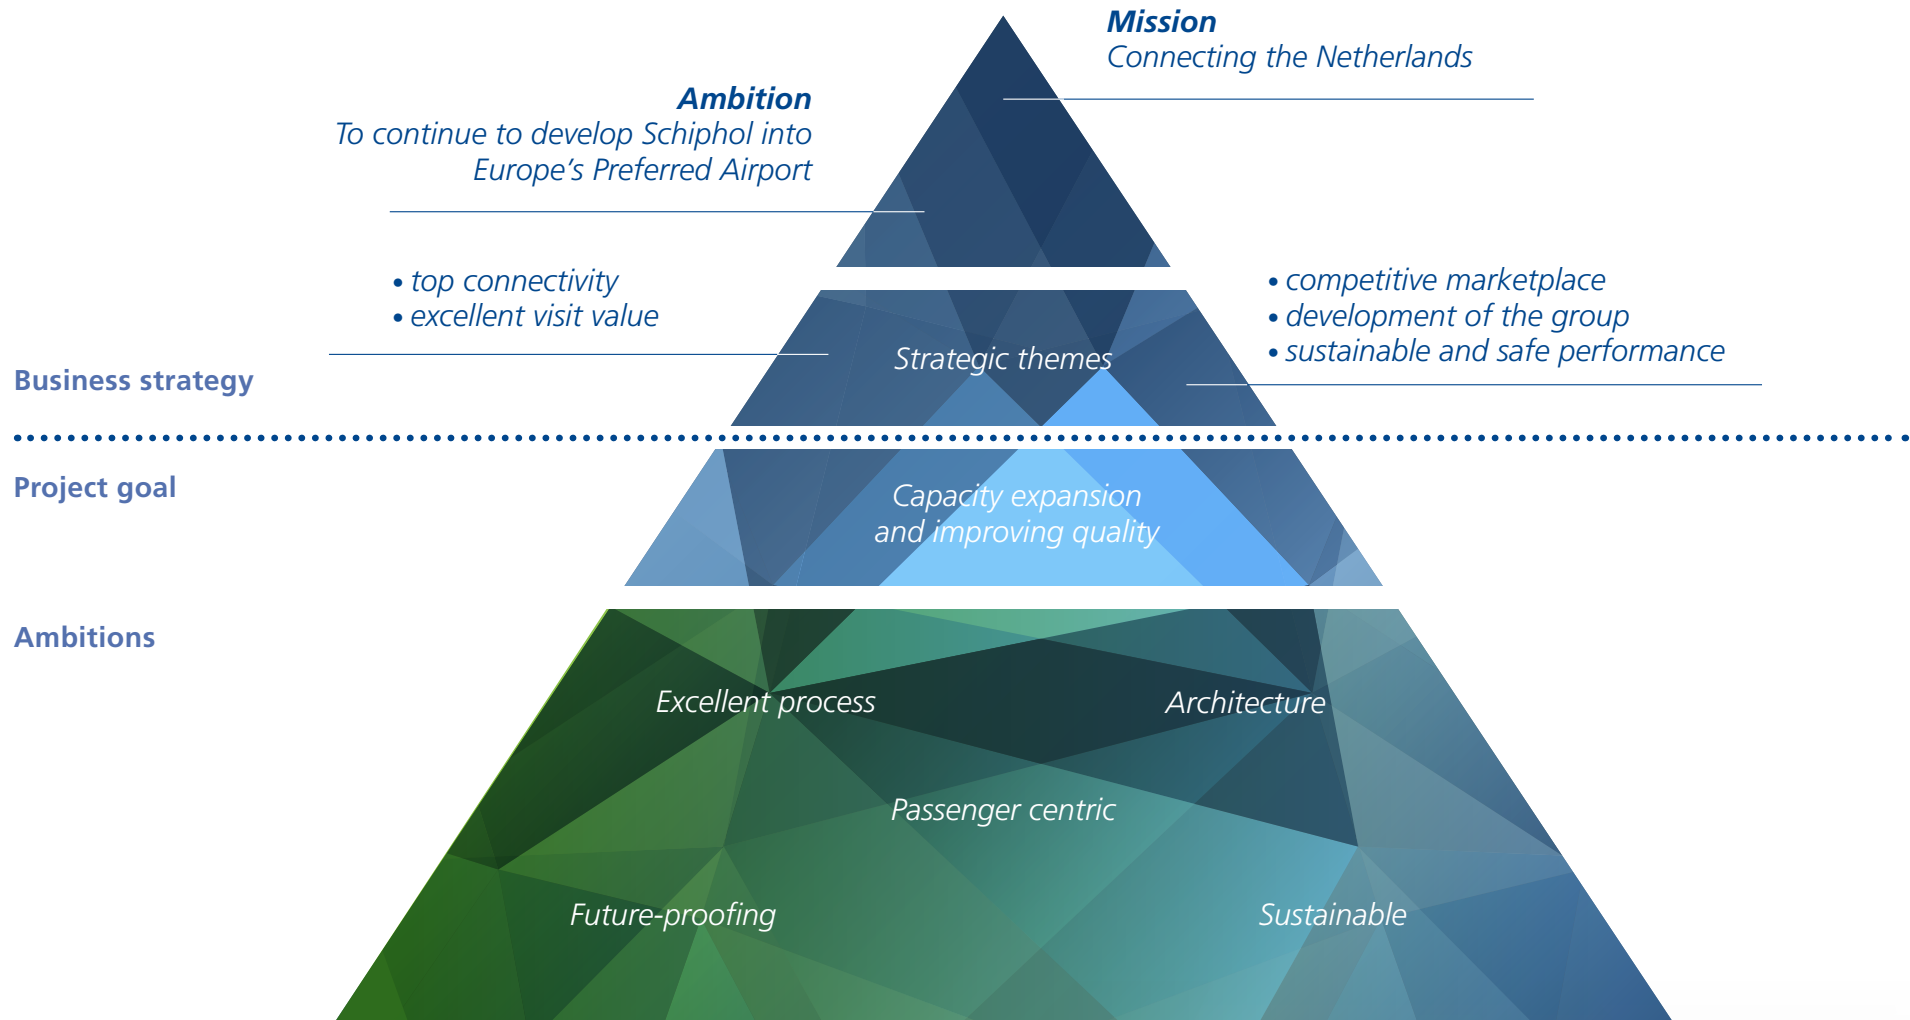 Mission
Connecting the Netherlands
Ambition
To continue to develop Schiphol into
Europe’s Preferred Airport
• top connectivity
• excellent visit value
• competitive marketplace
• development of the group
• sustainable and safe performance
Strategic themes
Business strategy
Project goal
Capacity expansion
and improving quality
Ambitions
Excellent process
Architecture
Passenger centric
Future-proofing
Sustainable